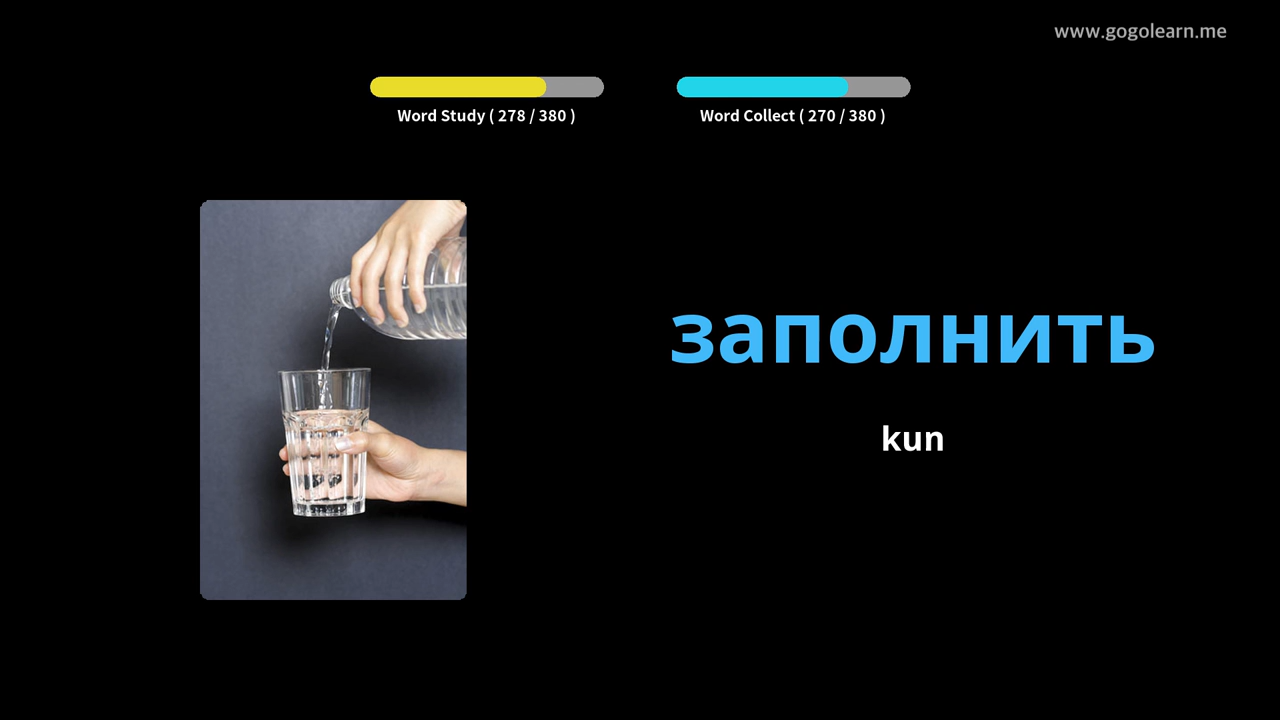 www.gogolearn.me
Word Study ( 278 / 380 )
Word Collect ( 270 / 380 )
заполнить
kun